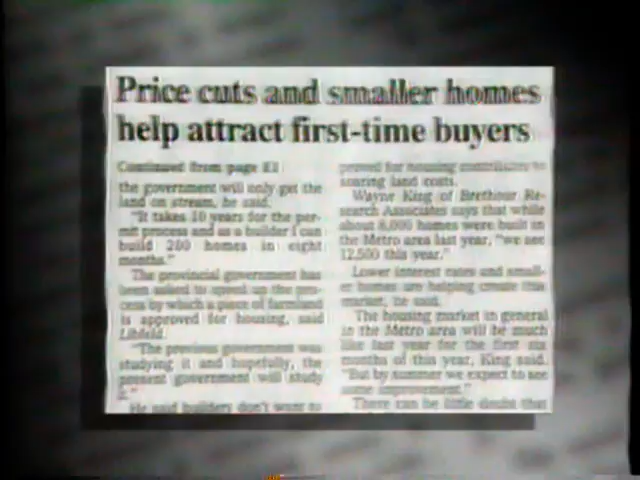 Price cuts and smaller homes
help attract first-time buyers
Continued from page E1
the government will only get the
land on stream, he said.
"It takes 10 years for the per-
mit process and as a builder I can
build 200 homes in eight
months."
The provincial government has
been asked to speed up the pro-
cess by which a piece of farmland
is approved for housing, said
Libfeld.
"The previous government was
studying it and hopefully, the
present government will study
it."
He said builders don't want to
proved for housing contributes to
soaring land costs.
Wayne King of Brethour Re-
search Associates says that while
about 8,000 homes were built in
the Metro area last year, "we see
12,500 this year."
Lower interest rates and small-
er homes are helping create this
market, he said.
The housing market in general
in the Metro area will be much
like last year for the first six
months of this year, King said.
"But by summer we expect to see
some improvement."
There can be little doubt that